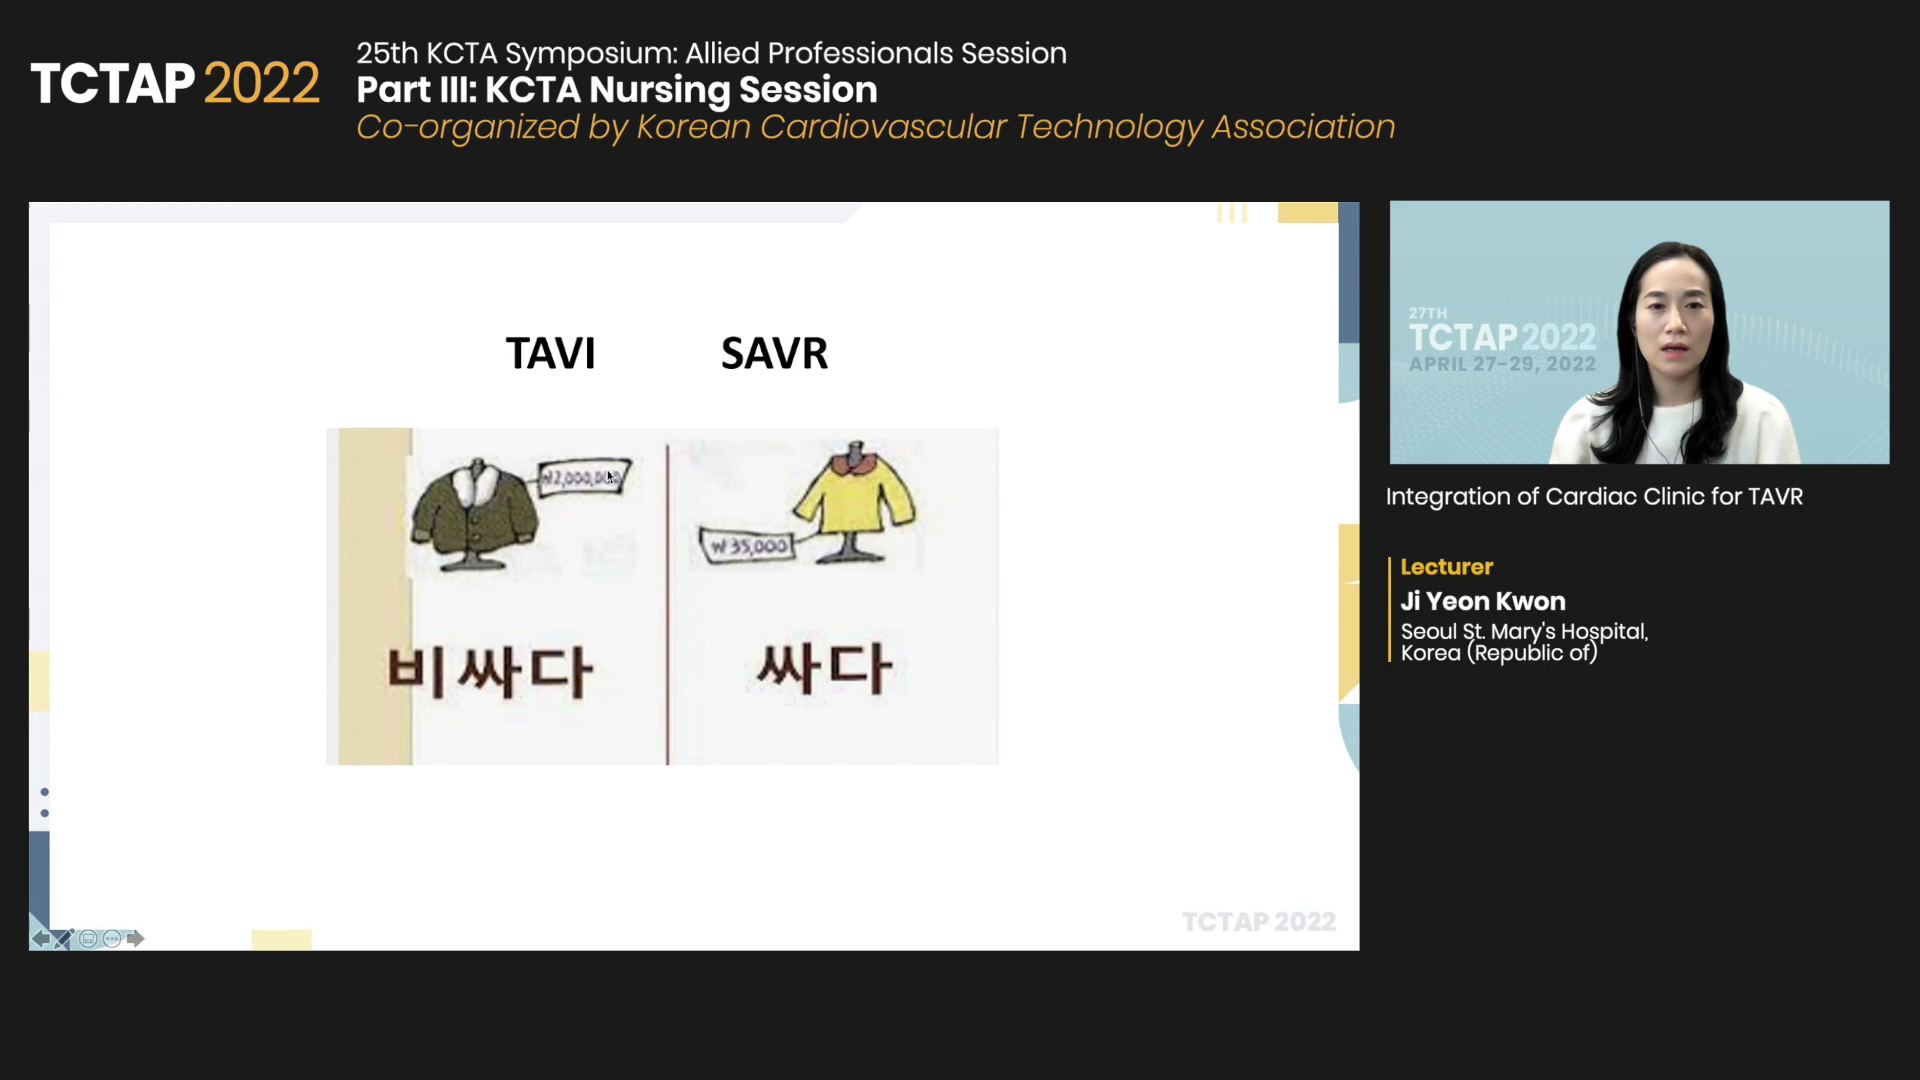 TCTAP 2022
25th KCTA Symposium: Allied Professionals Session
Part III: KCTA Nursing Session
Co-organized by Korean Cardiovascular Technology Association
TAVI SAVR
₩35,000
비싸다 싸다
TCTAP 2022
27TH
TCTAP 2022
APRIL 27-29, 2022
Integration of Cardiac Clinic for TAVR
Lecturer
Ji Yeon Kwon
Seoul St. Mary's Hospital,
Korea (Republic of)